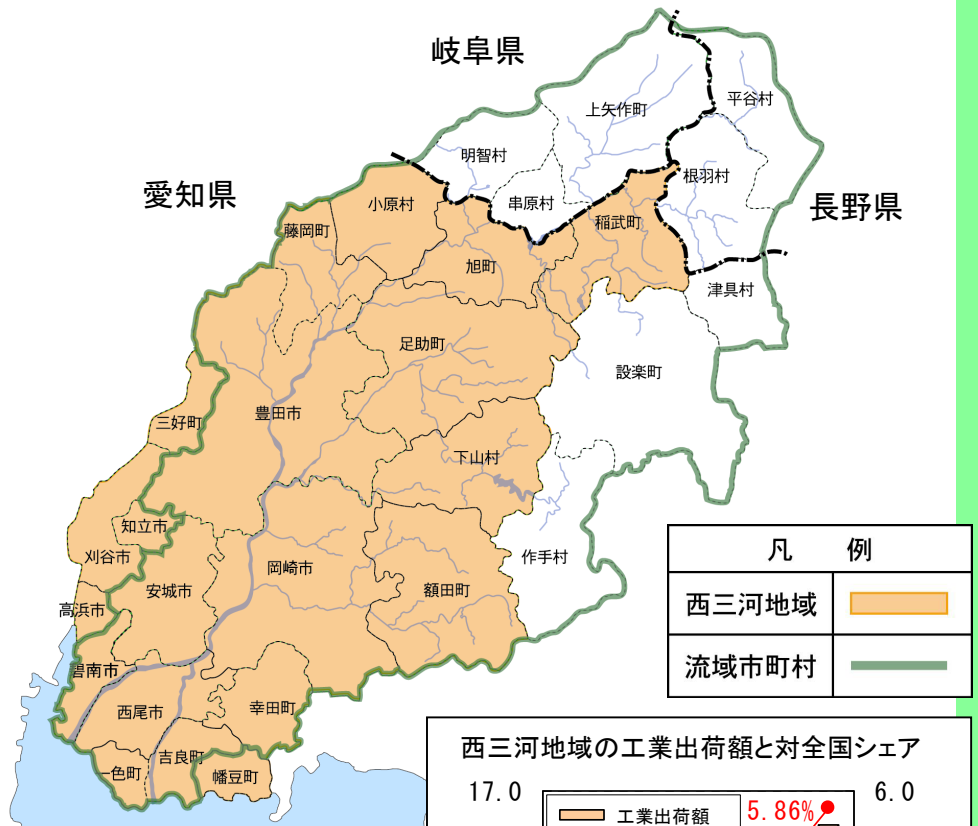 岐阜県
愛知県
長野県
上矢作町
平谷村
明智村
串原村
根羽村
小原村
藤岡町
稲武町
旭町
津具村
足助町
設楽町
豊田市
三好町
下山村
知立市
刈谷市
岡崎市
作手村
安城市
額田町
高浜市
碧南市
西尾市
幸田町
吉良町
一色町
幡豆町
凡 例
西三河地域
流域市町村
西三河地域の工業出荷額と対全国シェア
17.0
6.0
工業出荷額
5.86%